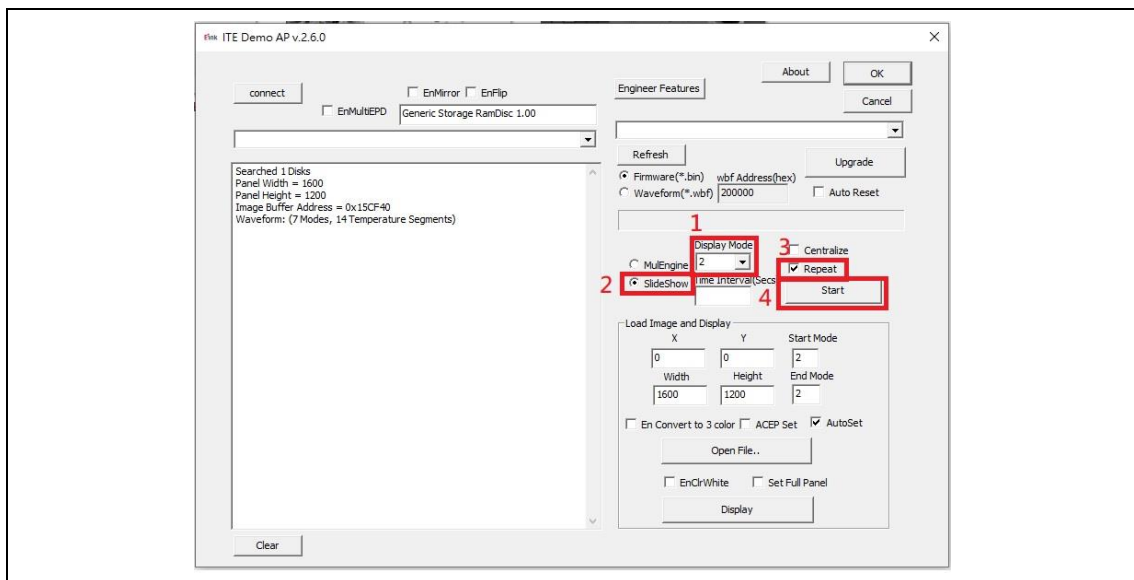 Eink ITE Demo AP v.2.6.0
About
OK
connect
EnMirror
EnFlip
Engineer Features
Cancel
EnMultiEPD
Generic Storage RamDisc 1.00
Refresh
Upgrade
Searched 1 Disks
Panel Width = 1600
Panel Height = 1200
Image Buffer Address = 0x15CF40
Waveform: (7 Modes, 14 Temperature Segments)
Firmware(*.bin)
wbf Address(hex)
Waveform(*.wbf)
200000
Auto Reset
1
Display Mode
3
Centralize
MulEngine
2
Repeat
2
SlideShow
Time Interval(Secs
4
Start
Load Image and Display
X
Y
Start Mode
0
0
2
Width
Height
End Mode
1600
1200
2
En Convert to 3 color
ACEP Set
AutoSet
Open File..
EnClrWhite
Set Full Panel
Display
Clear